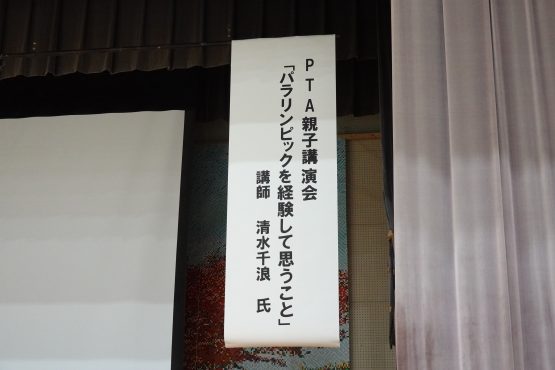 PTA親子講演会
「パラリンピックを経験して思うこと」
講師 清水千浪 氏